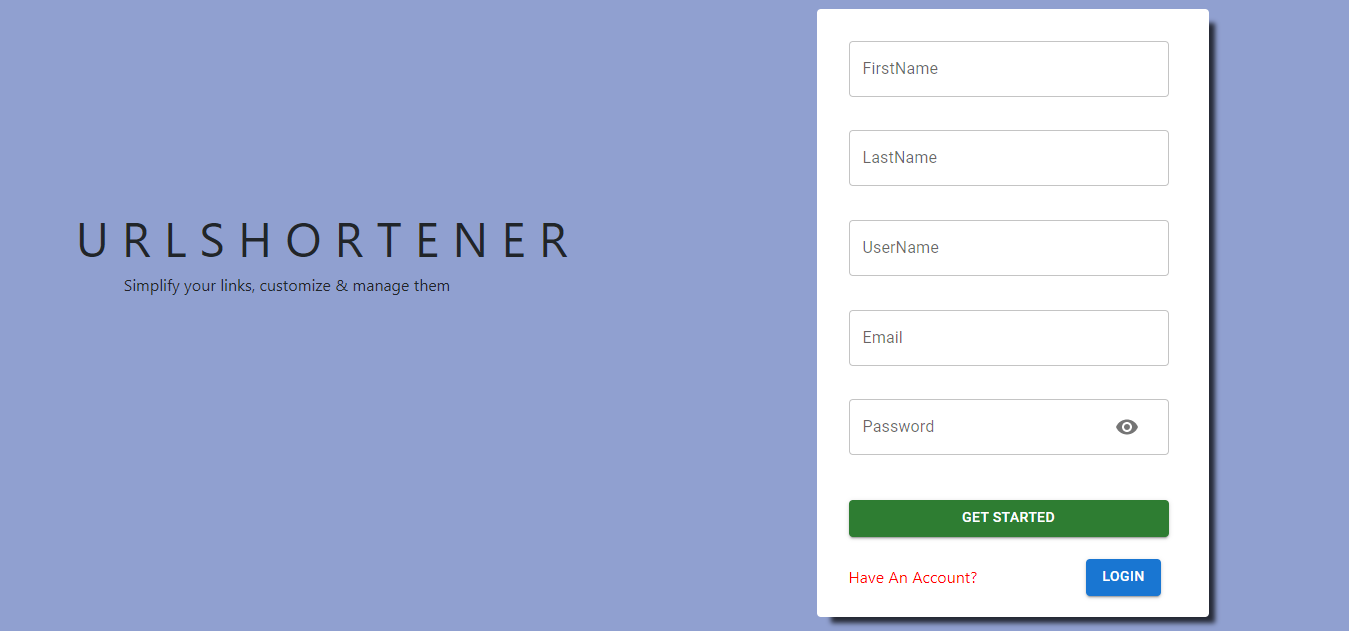 URLSHORTENER
Simplify your links, customize & manage them
FirstName
LastName
UserName
Email
Password
GET STARTED
Have An Account?
LOGIN